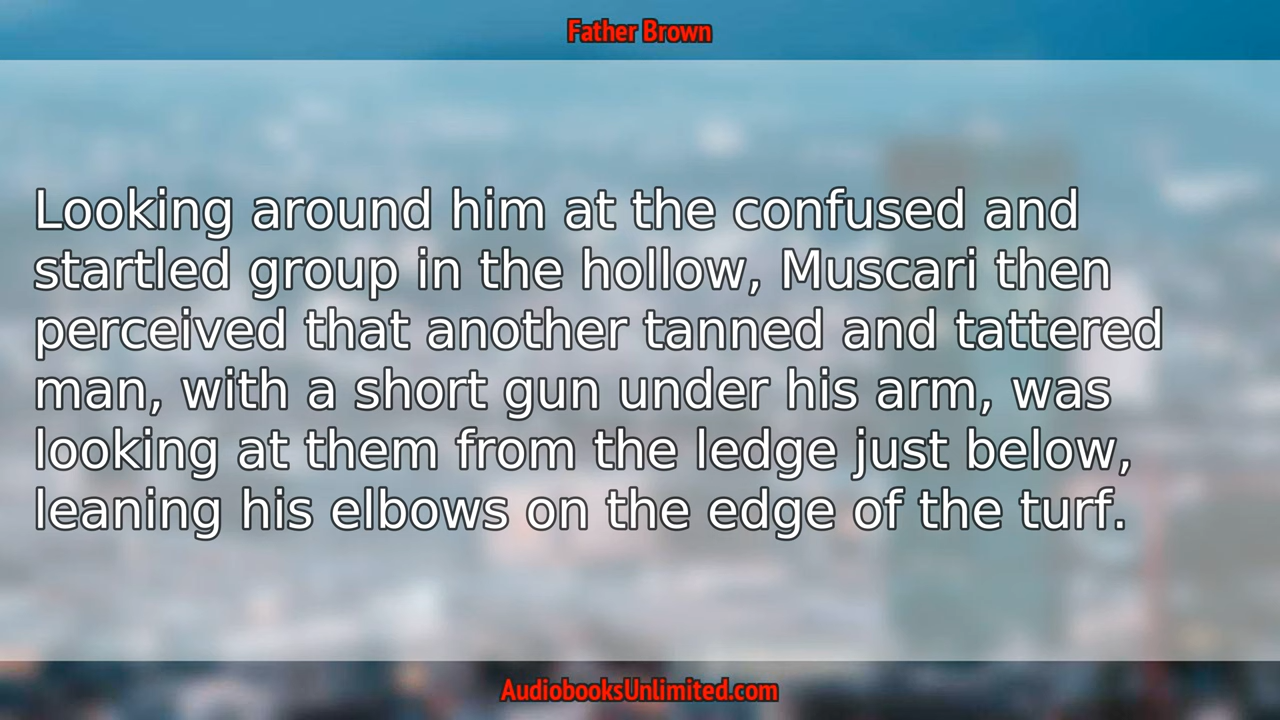 Father Brown
Looking around him at the confused and
startled group in the hollow, Muscari then
perceived that another tanned and tattered
man, with a short gun under his arm, was
looking at them from the ledge just below,
leaning his elbows on the edge of the turf.
AudiobooksUnlimited.com